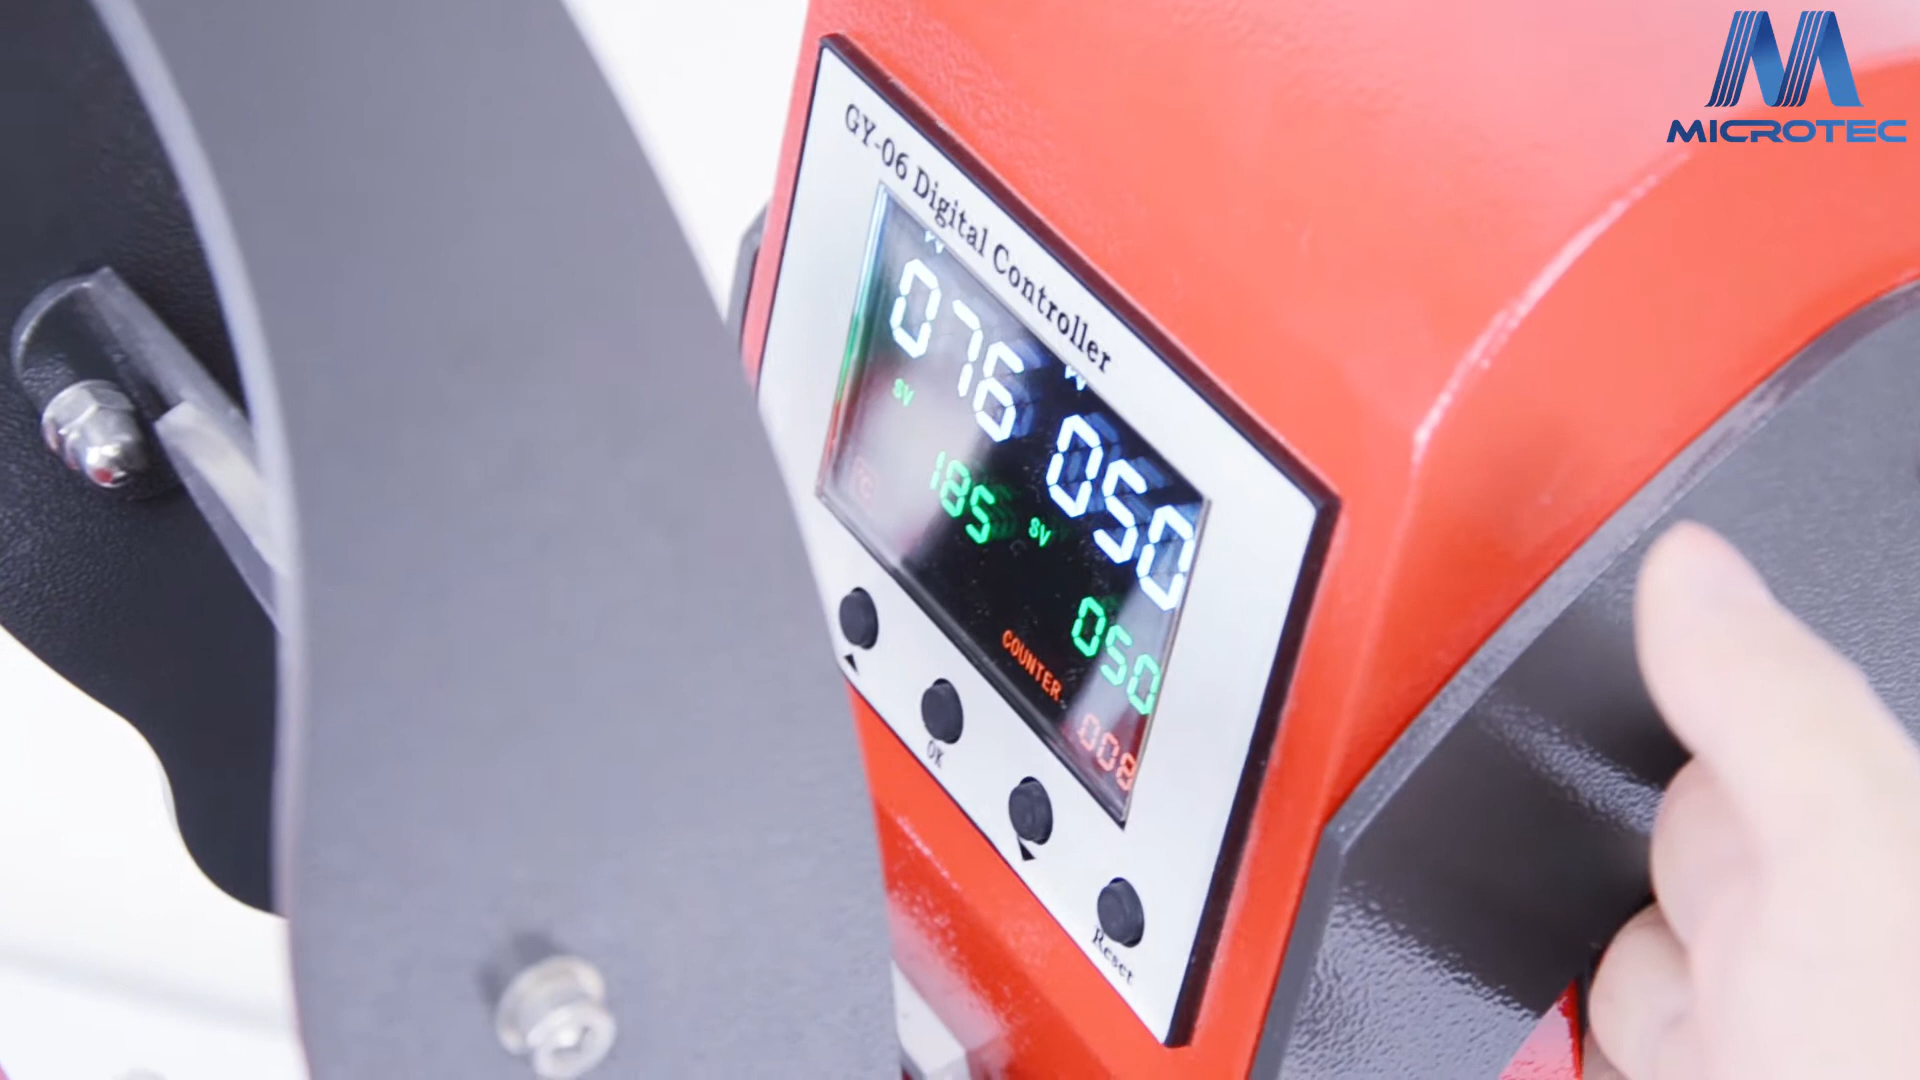 MICROTEC
GY-06 Digital Controller
076
SV
185
°C
050
SV
050
COUNTER
008
OK
Reset